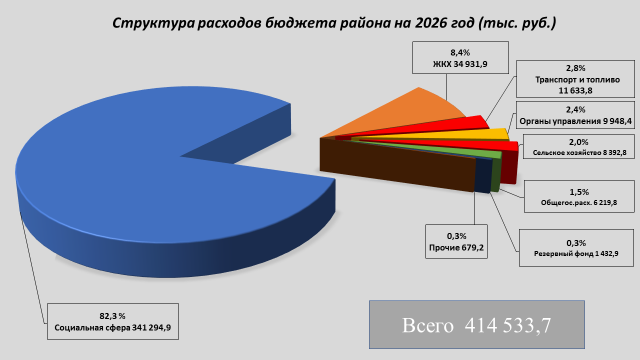 Структура расходов бюджета района на 2026 год (тыс. руб.)
8,4%
ЖКХ 34 931,9
2,8%
Транспорт и топливо
11 633,8
2,4%
Органы управления 9 948,4
2,0%
Сельское хозяйство 8 392,8
1,5%
Общегос.расх. 6 219,8
0,3%
Резервный фонд 1 432,9
0,3%
Прочие 679,2
82,3 %
Социальная сфера 341 294,9
Всего 414 533,7